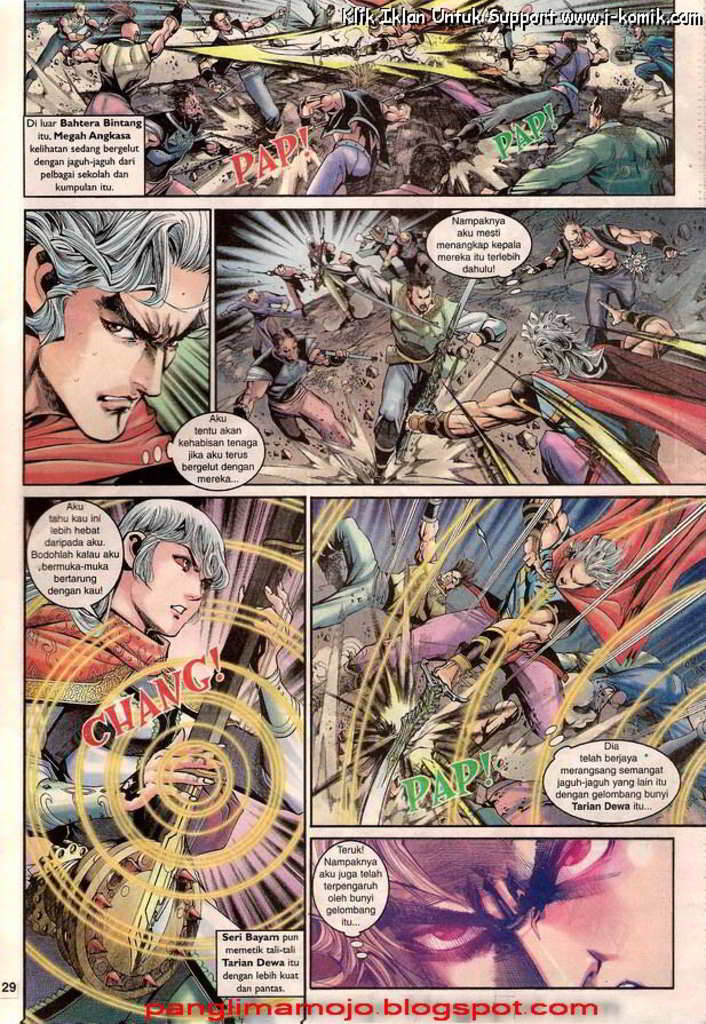 Klik Iklan Untuk Support www.i-komik.com
Di luar Bahtera Bintang
itu, Megah Angkasa
kelihatan sedang bergelut
dengan jaguh-jaguh dari
pelbagai sekolah dan
kumpulan itu.
PAP!
PAP!
Nampaknya
aku mesti
menangkap kepala
mereka itu terlebih
dahulu!
Aku
tentu akan
kehabisan tenaga
jika aku terus
bergelut dengan
mereka...
Aku
tahu kau ini
lebih hebat
daripada aku.
Bodohlah kalau aku
bermuka-muka
bertarung
dengan kau!
CHANG!
Seri Bayam pun
memetik tali-tali
Tarian Dewa itu
dengan lebih kuat
dan pantas.
PAP!
Dia
telah berjaya
merangsang semangat
jaguh-jaguh yang lain itu
dengan gelombang bunyi
Tarian Dewa itu...
Teruk!
Nampaknya
aku juga telah
terpengaruh
oleh bunyi
gelombang
itu...
29
panglimamojo.blogspot.com